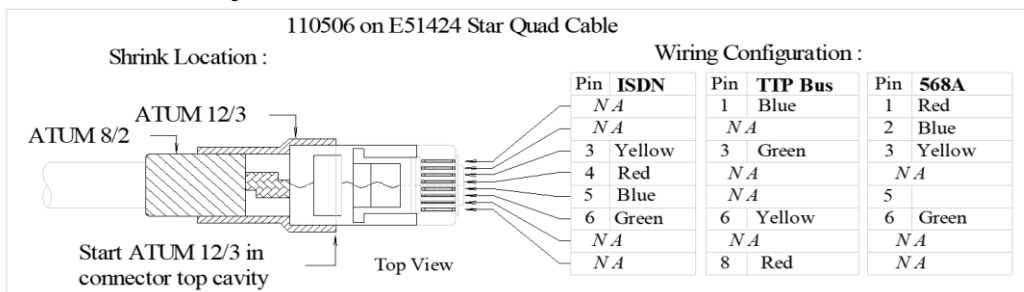 110506 on E51424 Star Quad Cable
Shrink Location :
Wiring Configuration :
ATUM 12/3
ATUM 8/2
Start ATUM 12/3 in
connector top cavity
Top View
Pin ISDN
NA
NA
3 Yellow
4 Red
5 Blue
6 Green
NA
NA
Pin TTP Bus
1 Blue
NA
3 Green
NA
NA
6 Yellow
NA
8 Red
Pin 568A
1 Red
2 Blue
3 Yellow
NA
5
6 Green
NA
NA